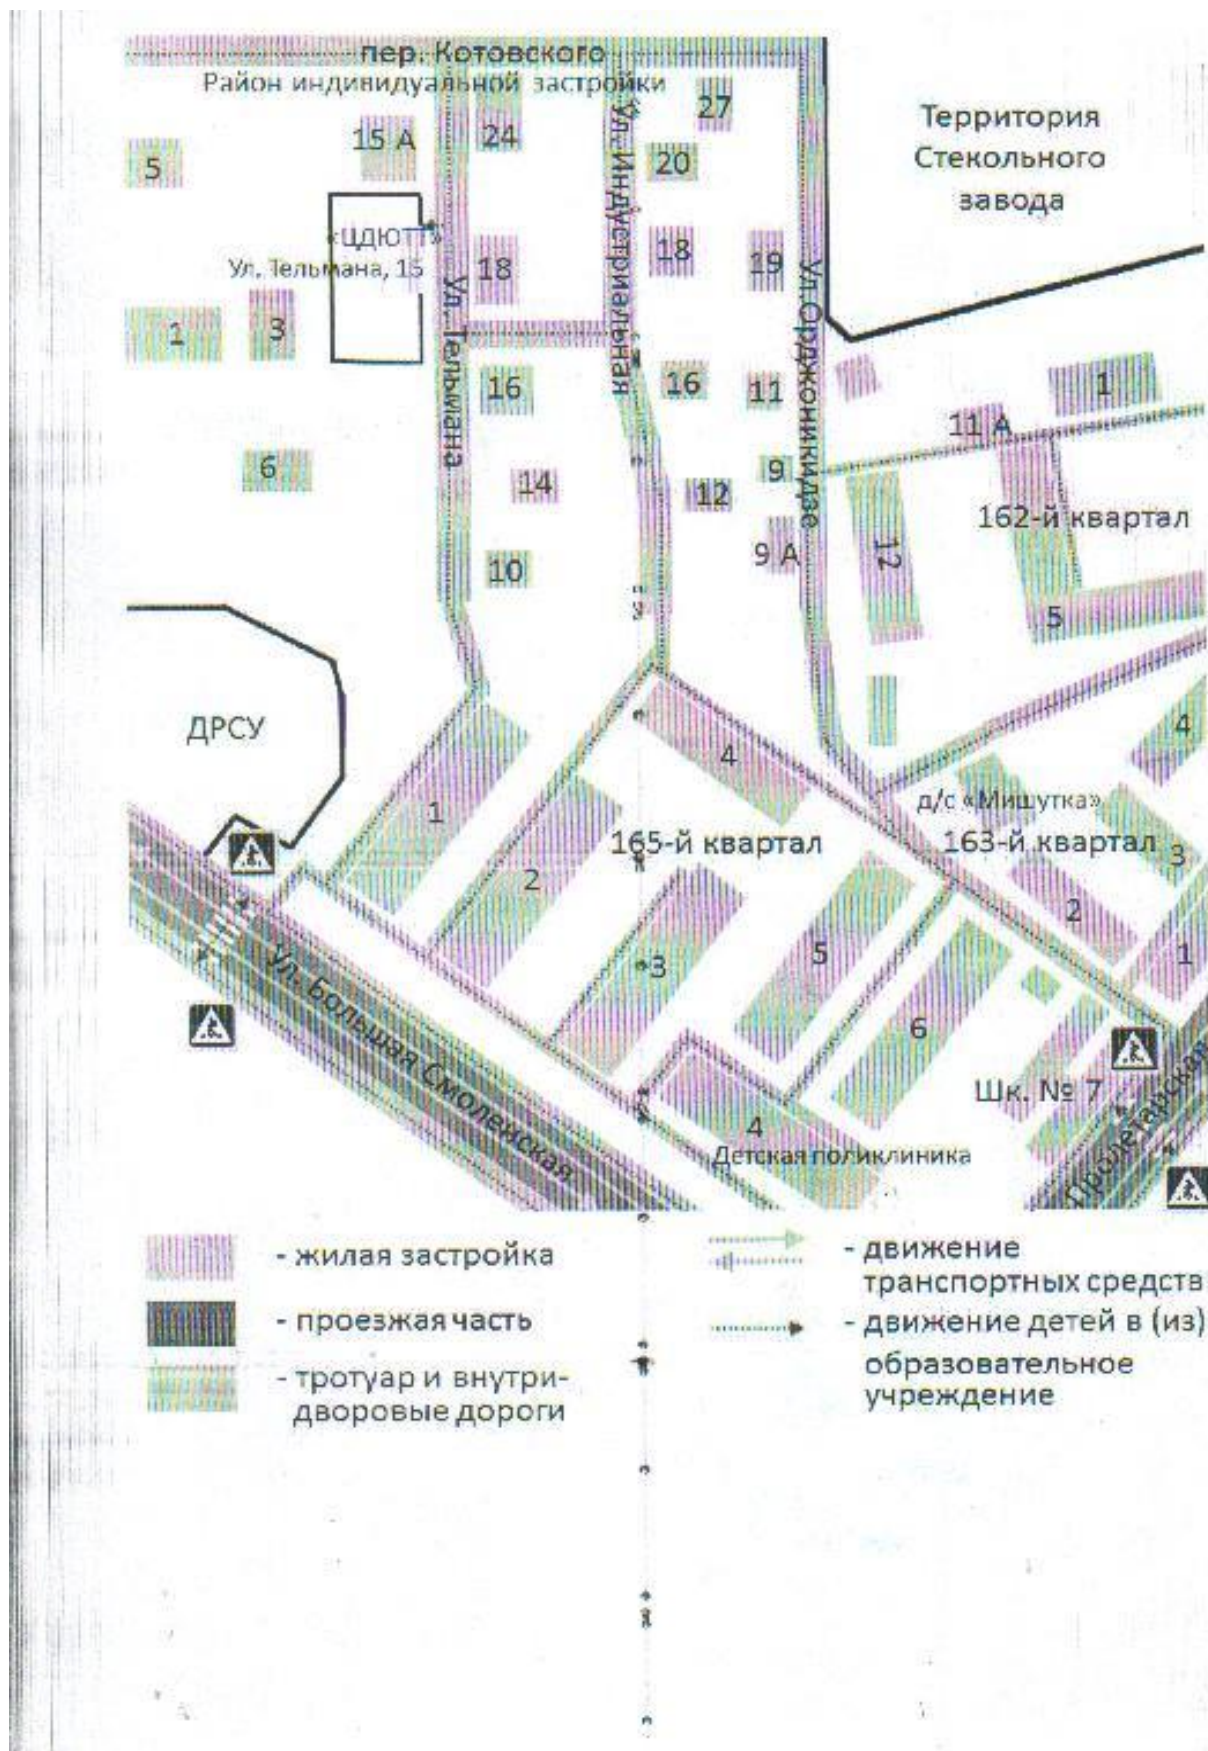 пер. Котовского
Район индивидуальной застройки
5
15 А
24
27
20
Территория
Стекольного
завода
«ЦДЮТТ»
Ул. Тельмана, 15
18
18
19
Ул. Тельмана
Ул. Индустриальная
Ул.Орджоникидзе
1
3
16
16
11
1
11 А
6
14
12
9
162-й квартал
10
9 А
12
5
ДРСУ
4
4
1
д/с «Мишутка»
165-й квартал
163-й квартал
2
3
2
3
5
1
6
Ул. Большая Смоленская
Шк. № 7
Пролетарская
4
Детская поликлиника
- жилая застройка
- проезжая часть
- тротуар и внутри-
дворовые дороги
- движение
транспортных средств
- движение детей в (из)
образовательное
учреждение